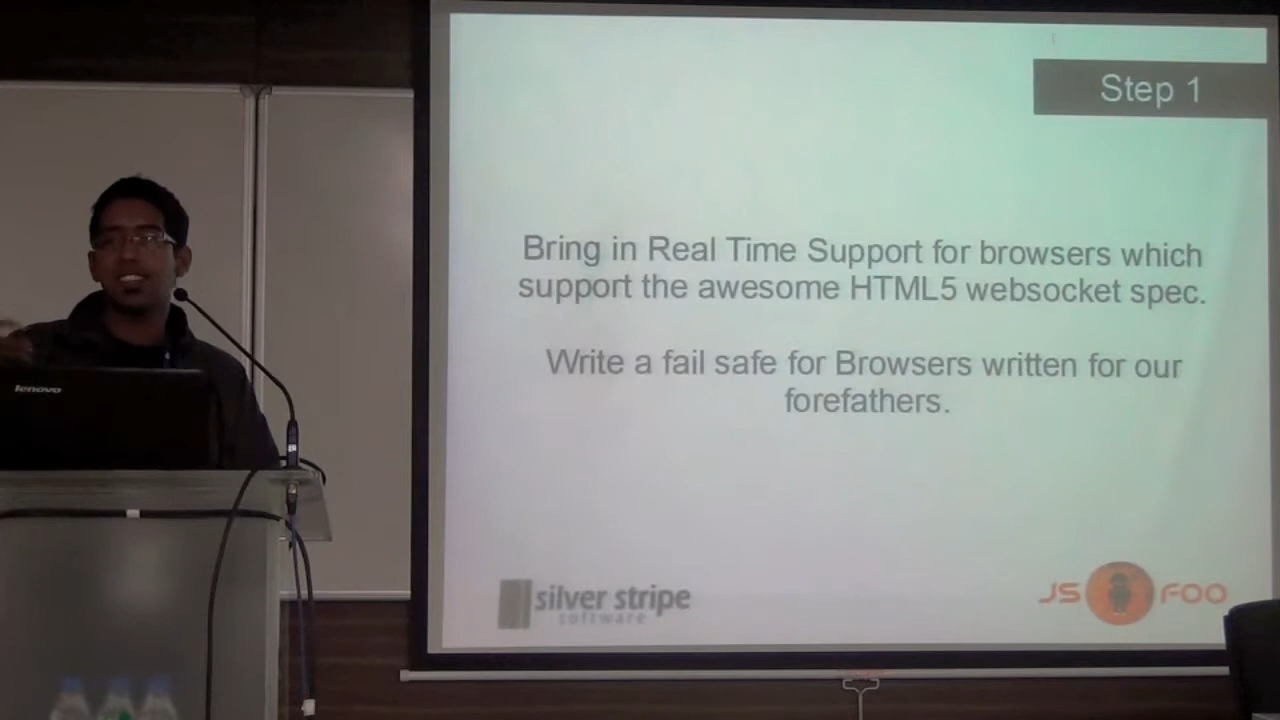 Step 1
Bring in Real Time Support for browsers which
support the awesome HTML5 websocket spec.
Write a fail safe for Browsers written for our
forefathers.
lenovo
silver stripe
software
JS FOO